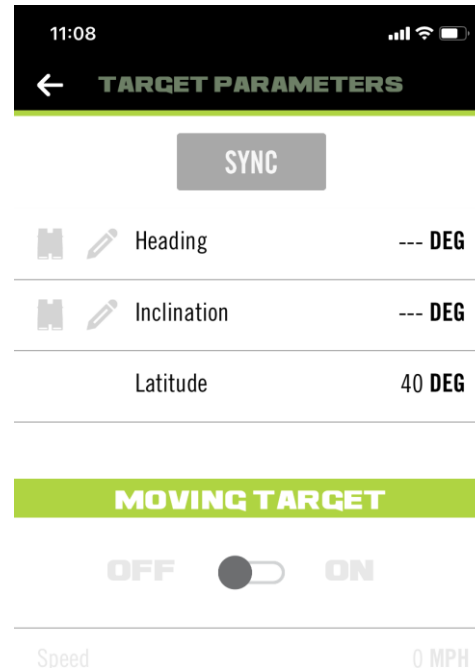 11:08
TARGET PARAMETERS
SYNC
Heading --- DEG
Inclination --- DEG
Latitude 40 DEG
MOVING TARGET
OFF ON
Speed 0 MPH